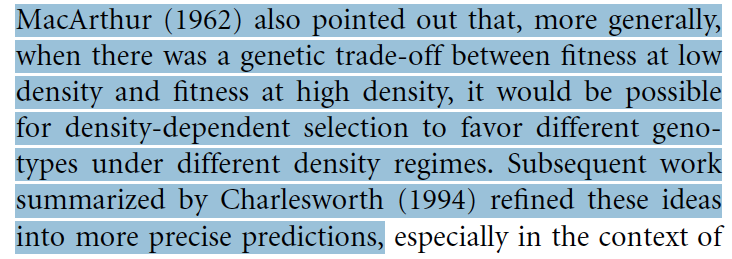 MacArthur (1962) also pointed out that, more generally,
when there was a genetic trade-off between fitness at low
density and fitness at high density, it would be possible
for density-dependent selection to favor different geno-
types under different density regimes. Subsequent work
summarized by Charlesworth (1994) refined these ideas
into more precise predictions, especially in the context of